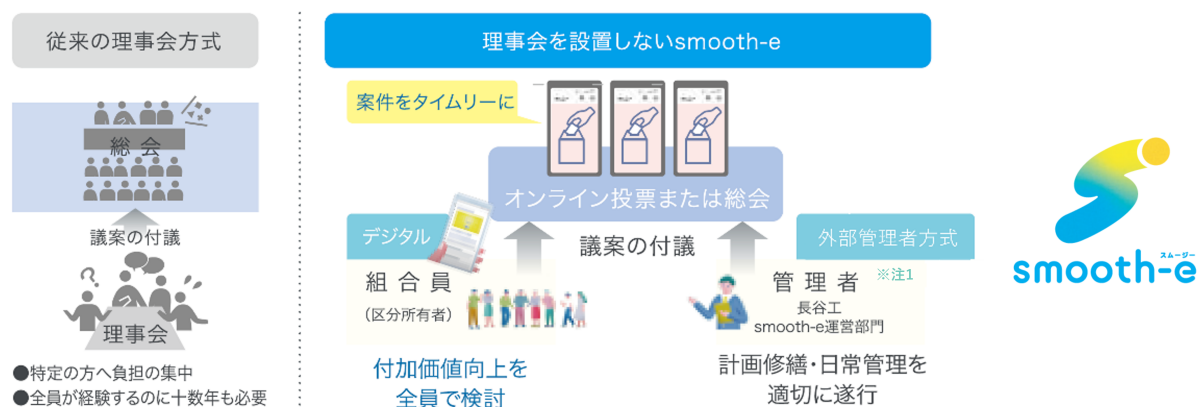 従来の理事会方式
総会
議案の付議
理事会
●特定の方へ負担の集中
●全員が経験するのに十数年も必要
理事会を設置しないsmooth-e
案件をタイムリーに
オンライン投票または総会
デジタル
議案の付議
外部管理者方式
組合員
(区分所有者)
管理者
※注1
長谷工
smooth-e運営部門
付加価値向上を
全員で検討
計画修繕・日常管理を
適切に遂行
スムージー
smooth-e